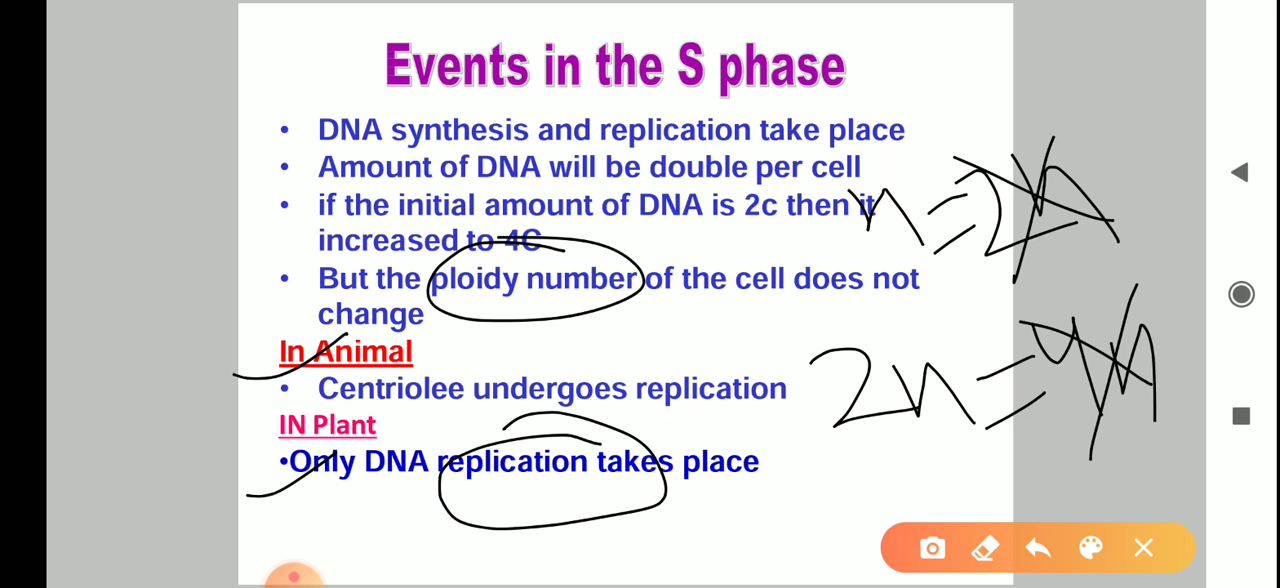 Events in the S phase
• DNA synthesis and replication take place
• Amount of DNA will be double per cell
• if the initial amount of DNA is 2c then it
increased to 4C
• But the ploidy number of the cell does not
change
In Animal
• Centriolee undergoes replication
IN Plant
•Only DNA replication takes place
n = 2n
2n = 4n